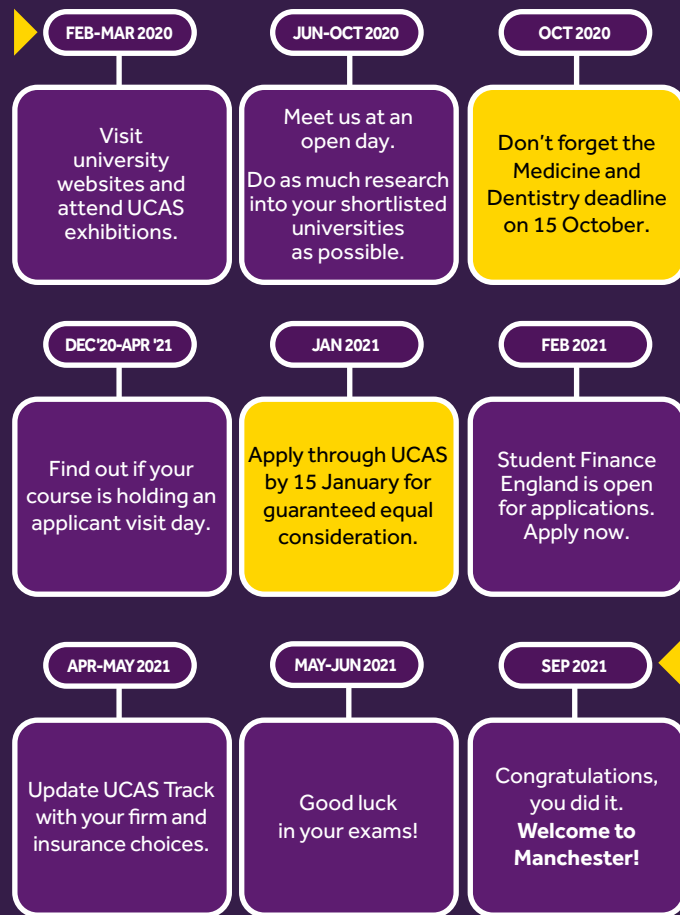 FEB-MAR 2020
Visit
university
websites and
attend UCAS
exhibitions.
JUN-OCT 2020
Meet us at an
open day.
Do as much research
into your shortlisted
universities
as possible.
OCT 2020
Don’t forget the
Medicine and
Dentistry deadline
on 15 October.
DEC’20-APR ’21
Find out if your
course is holding an
applicant visit day.
JAN 2021
Apply through UCAS
by 15 January for
guaranteed equal
consideration.
FEB 2021
Student Finance
England is open
for applications.
Apply now.
APR-MAY 2021
Update UCAS Track
with your firm and
insurance choices.
MAY-JUN 2021
Good luck
in your exams!
SEP 2021
Congratulations,
you did it.
Welcome to
Manchester!